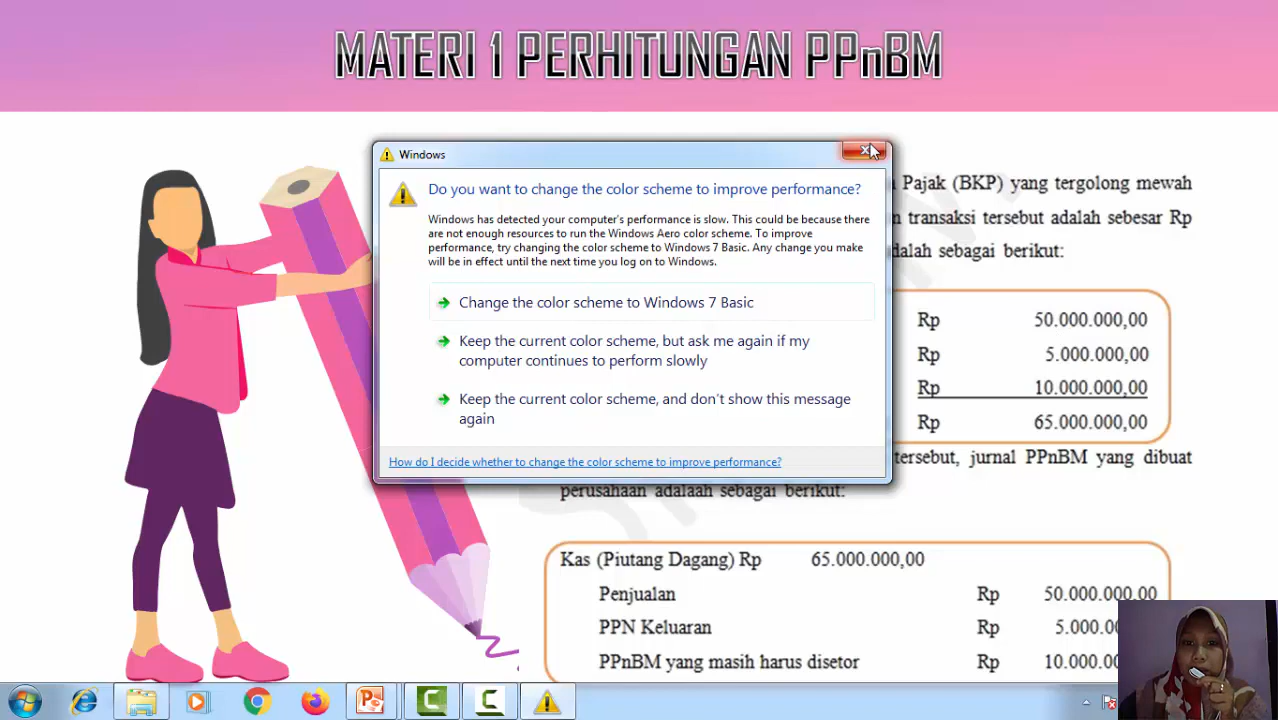 MATERI 1 PERHITUNGAN PPnBM
Windows
Do you want to change the color scheme to improve performance?
Windows has detected your computer's performance is slow. This could be because there
are not enough resources to run the Windows Aero color scheme. To improve
performance, try changing the color scheme to Windows 7 Basic. Any change you make
will be in effect until the next time you log on to Windows.
Change the color scheme to Windows 7 Basic
Keep the current color scheme, but ask me again if my
computer continues to perform slowly
Keep the current color scheme, and don't show this message
again
How do I decide whether to change the color scheme to improve performance?
Pajak (BKP) yang tergolong mewah
transaksi tersebut adalah sebesar Rp
dalah sebagai berikut:
Rp 50.000.000,00
Rp 5.000.000,00
Rp 10.000.000,00
Rp 65.000.000,00
tersebut, jurnal PPnBM yang dibuat
perusahaan adalaah sebagai berikut:
Kas (Piutang Dagang) Rp 65.000.000,00
Penjualan Rp 50.000.000,00
PPN Keluaran Rp 5.000.0
PPnBM yang masih harus disetor Rp 10.000.0